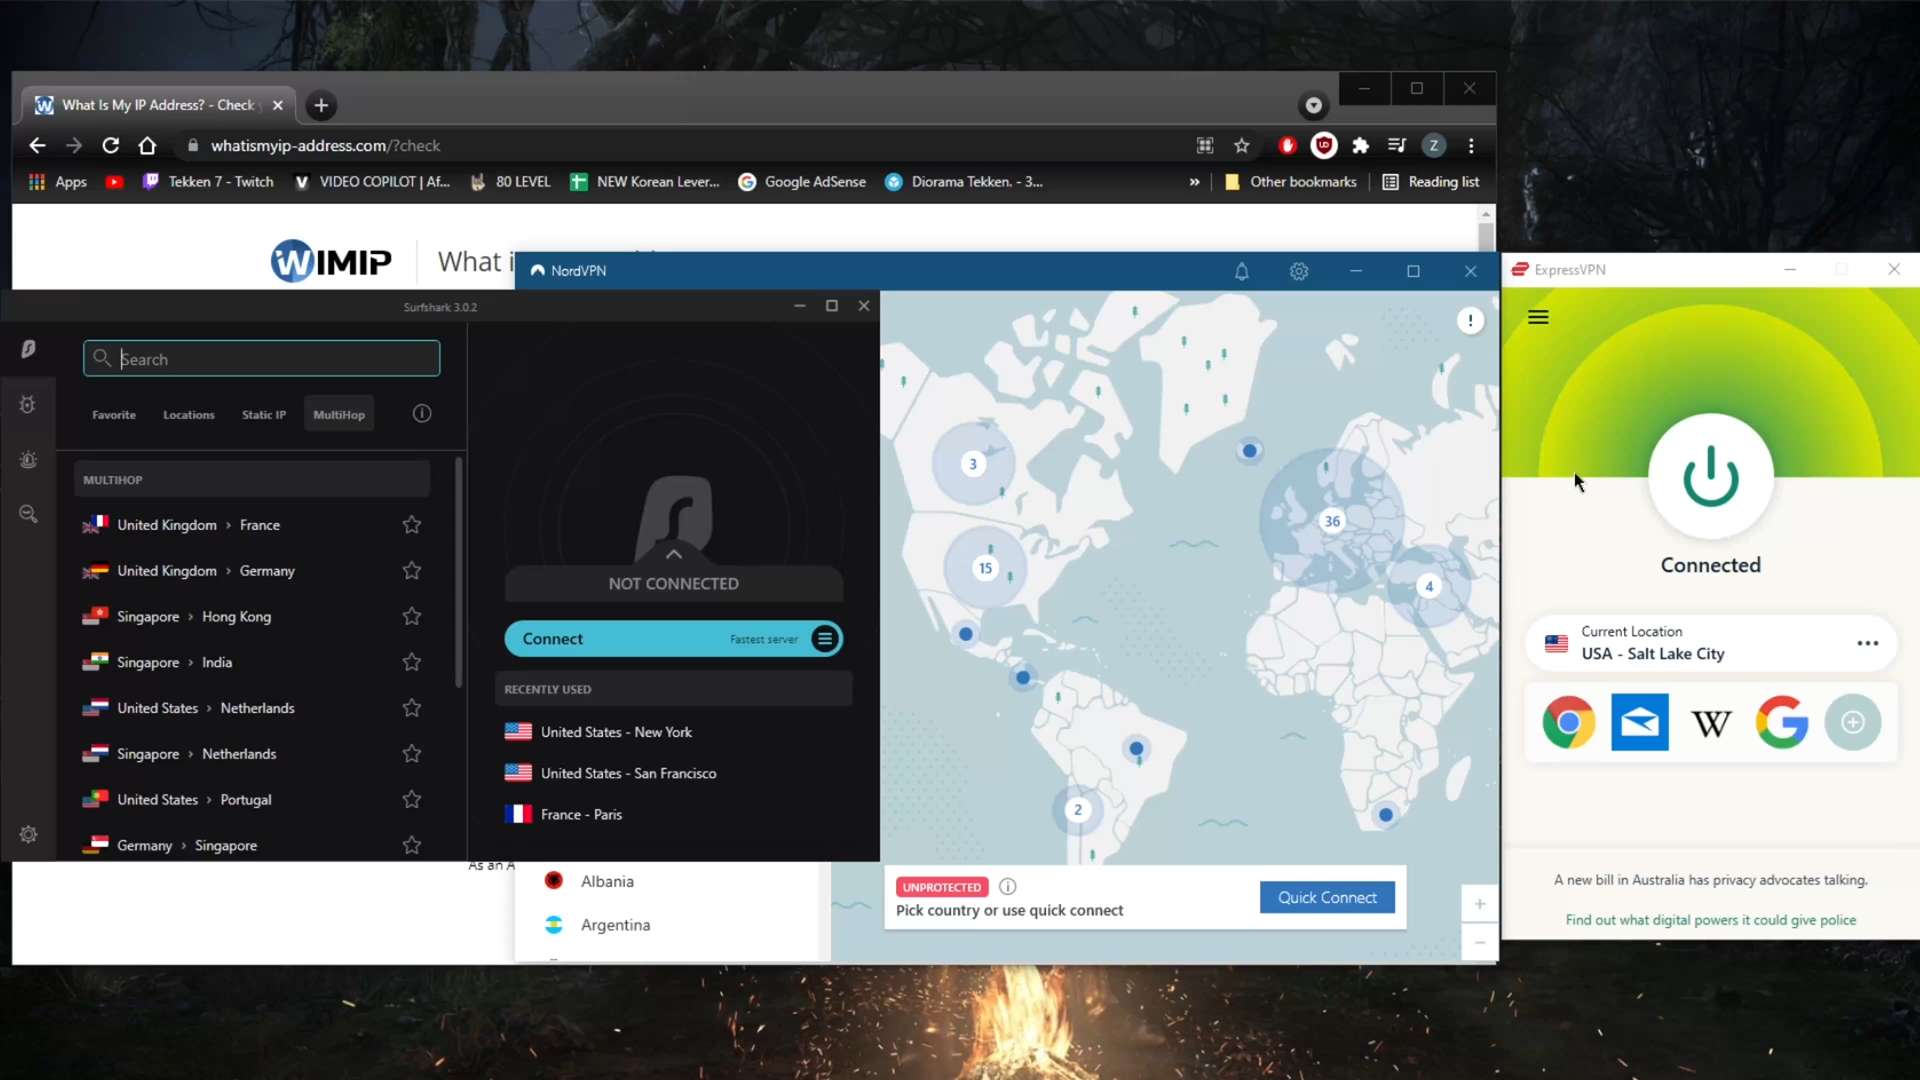 What Is My IP Address? - Check
whatismyip-address.com/?check
Apps
Tekken 7 - Twitch
VIDEO COPILOT | Af...
80 LEVEL
NEW Korean Lever...
Google AdSense
Diorama Tekken. - 3...
»
Other bookmarks
Reading list
Z
WIMIP
What i
NordVPN
ExpressVPN
Surfshark 3.0.2
Search
Favorite
Locations
Static IP
MultiHop
MULTIHOP
United Kingdom › France
United Kingdom › Germany
Singapore › Hong Kong
Singapore › India
United States › Netherlands
Singapore › Netherlands
United States › Portugal
Germany › Singapore
NOT CONNECTED
Connect
Fastest server
RECENTLY USED
United States - New York
United States - San Francisco
France - Paris
As an A
Albania
Argentina
3
15
36
4
2
!
UNPROTECTED
Pick country or use quick connect
Quick Connect
+
−
Connected
Current Location
USA - Salt Lake City
W
G
A new bill in Australia has privacy advocates talking.
Find out what digital powers it could give police